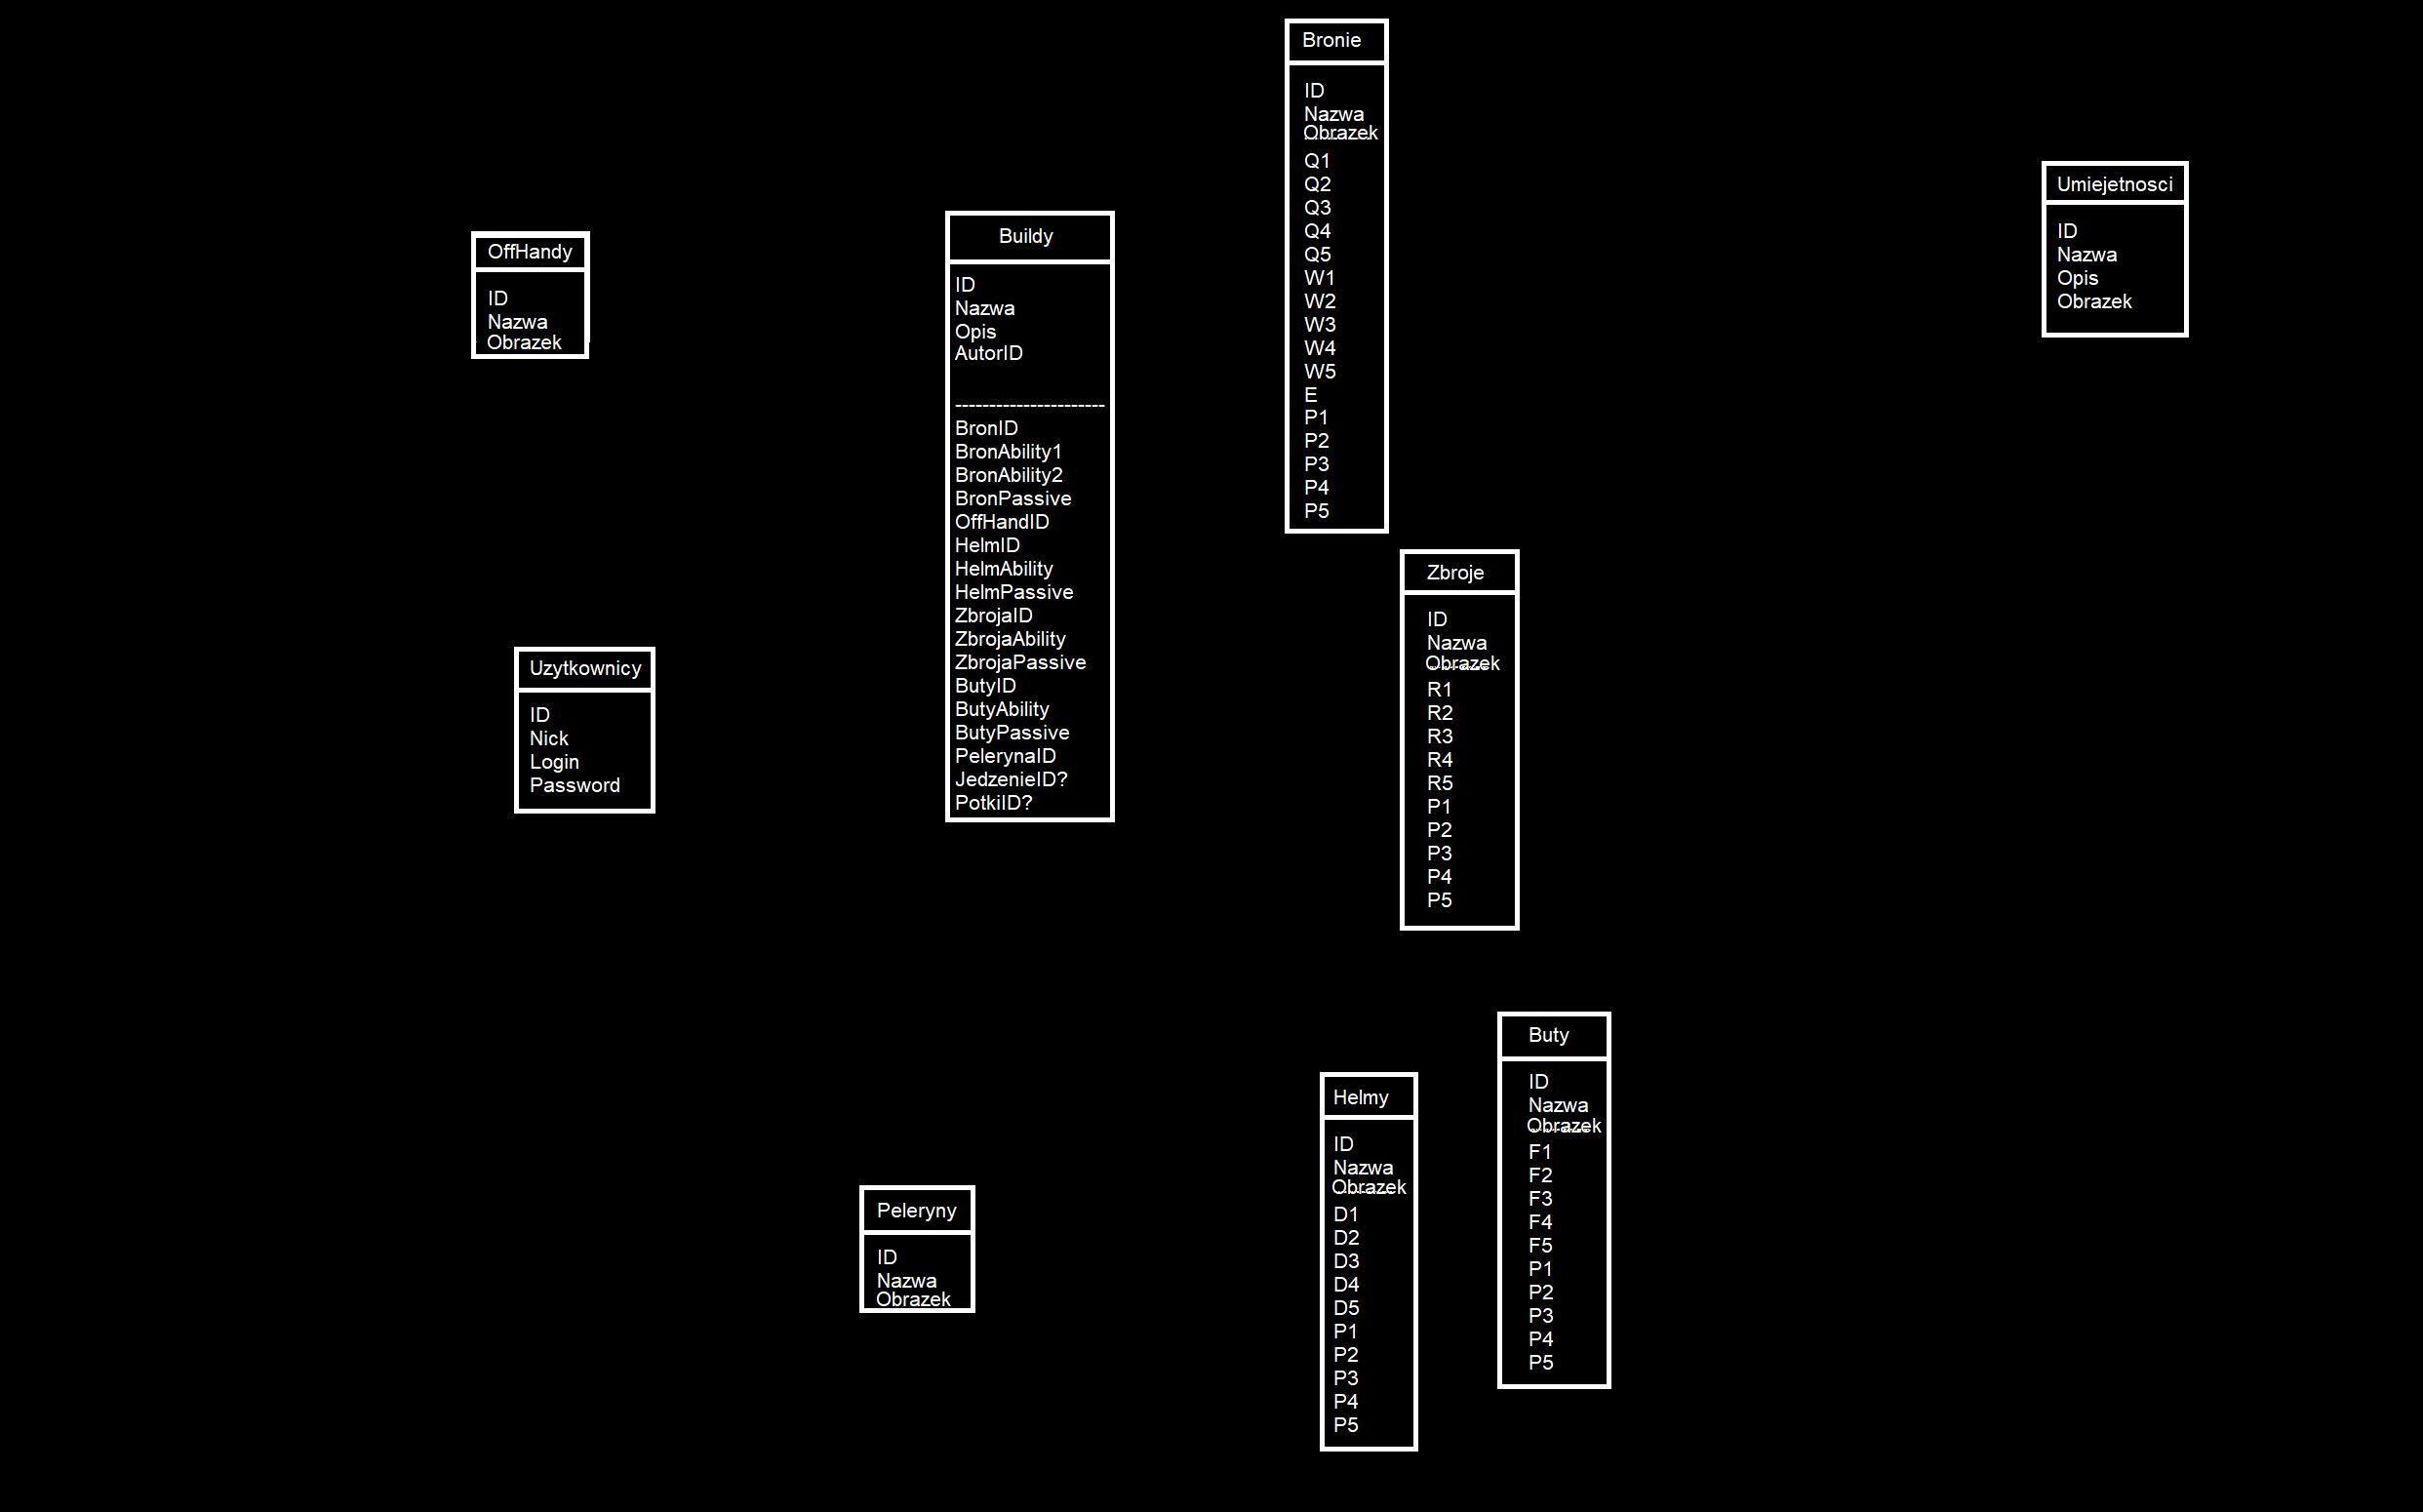 OffHandy
ID
Nazwa
Obrazek
Uzytkownicy
ID
Nick
Login
Password
Peleryny
ID
Nazwa
Obrazek
Buildy
ID
Nazwa
Opis
AutorID
----------------------
BronID
BronAbility1
BronAbility2
BronPassive
OffHandID
HelmID
HelmAbility
HelmPassive
ZbrojaID
ZbrojaAbility
ZbrojaPassive
ButyID
ButyAbility
ButyPassive
PelerynaID
JedzenieID?
PotkiID?
Bronie
ID
Nazwa
Obrazek
Q1
Q2
Q3
Q4
Q5
W1
W2
W3
W4
W5
E
P1
P2
P3
P4
P5
Zbroje
ID
Nazwa
Obrazek
R1
R2
R3
R4
R5
P1
P2
P3
P4
P5
Helmy
ID
Nazwa
Obrazek
D1
D2
D3
D4
D5
P1
P2
P3
P4
P5
Buty
ID
Nazwa
Obrazek
F1
F2
F3
F4
F5
P1
P2
P3
P4
P5
Umiejetnosci
ID
Nazwa
Opis
Obrazek